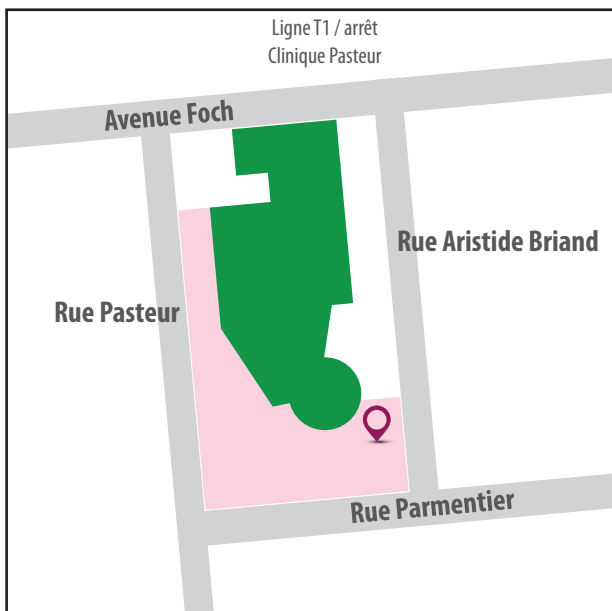 Ligne T1 / arrêt
Clinique Pasteur
Avenue Foch
Rue Aristide Briand
Rue Pasteur
Rue Parmentier